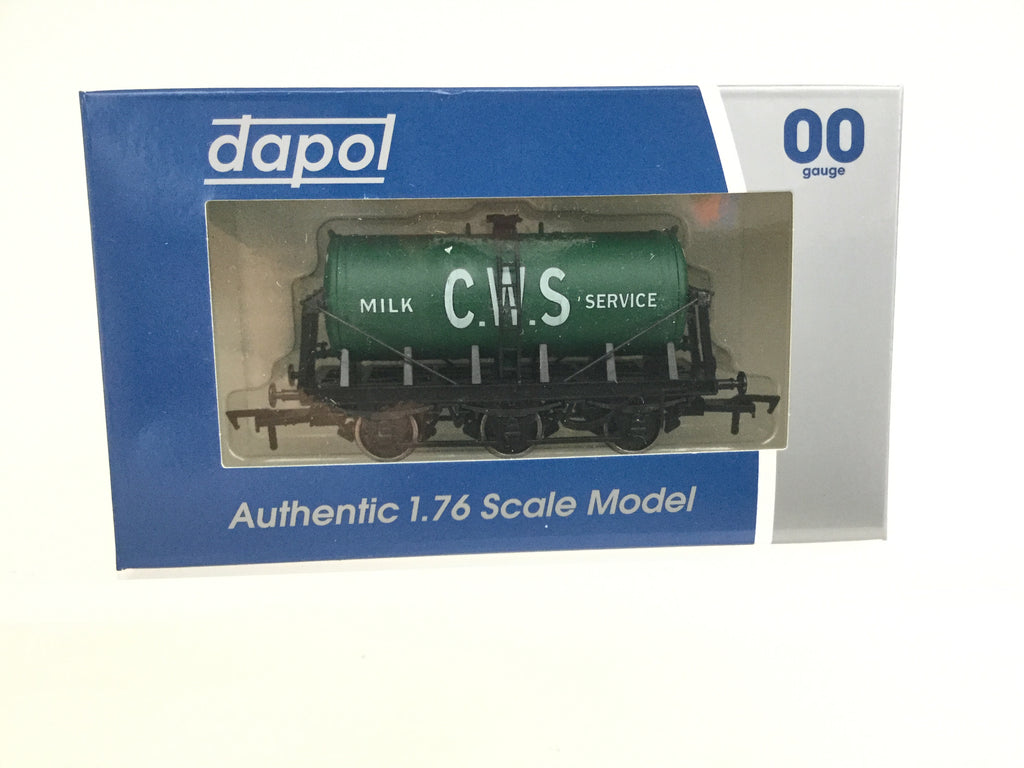 dapol
00
gauge
MILK C.W.S SERVICE
Authentic 1.76 Scale Model